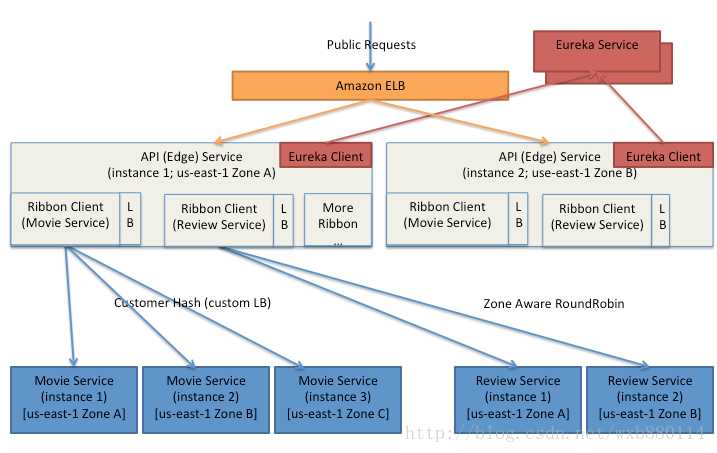 Public Requests
Eureka Service
Amazon ELB
API (Edge) Service
(instance 1; us-east-1 Zone A)
Eureka Client
API (Edge) Service
(instance 2; use-east-1 Zone B)
Eureka Client
Ribbon Client
(Movie Service)
L
B
Ribbon Client
(Review Service)
L
B
More
Ribbon
...
Ribbon Client
(Movie Service)
L
B
Ribbon Client
(Review Service)
L
B
Customer Hash (custom LB)
Zone Aware RoundRobin
Movie Service
(instance 1)
[us-east-1 Zone A]
Movie Service
(instance 2)
[us-east-1 Zone B]
Movie Service
(instance 3)
[us-east-1 Zone C]
Review Service
(instance 1)
[us-east-1 Zone A]
Review Service
(instance 2)
[us-east-1 Zone B]
http://blog.csdn.net/wxb880114